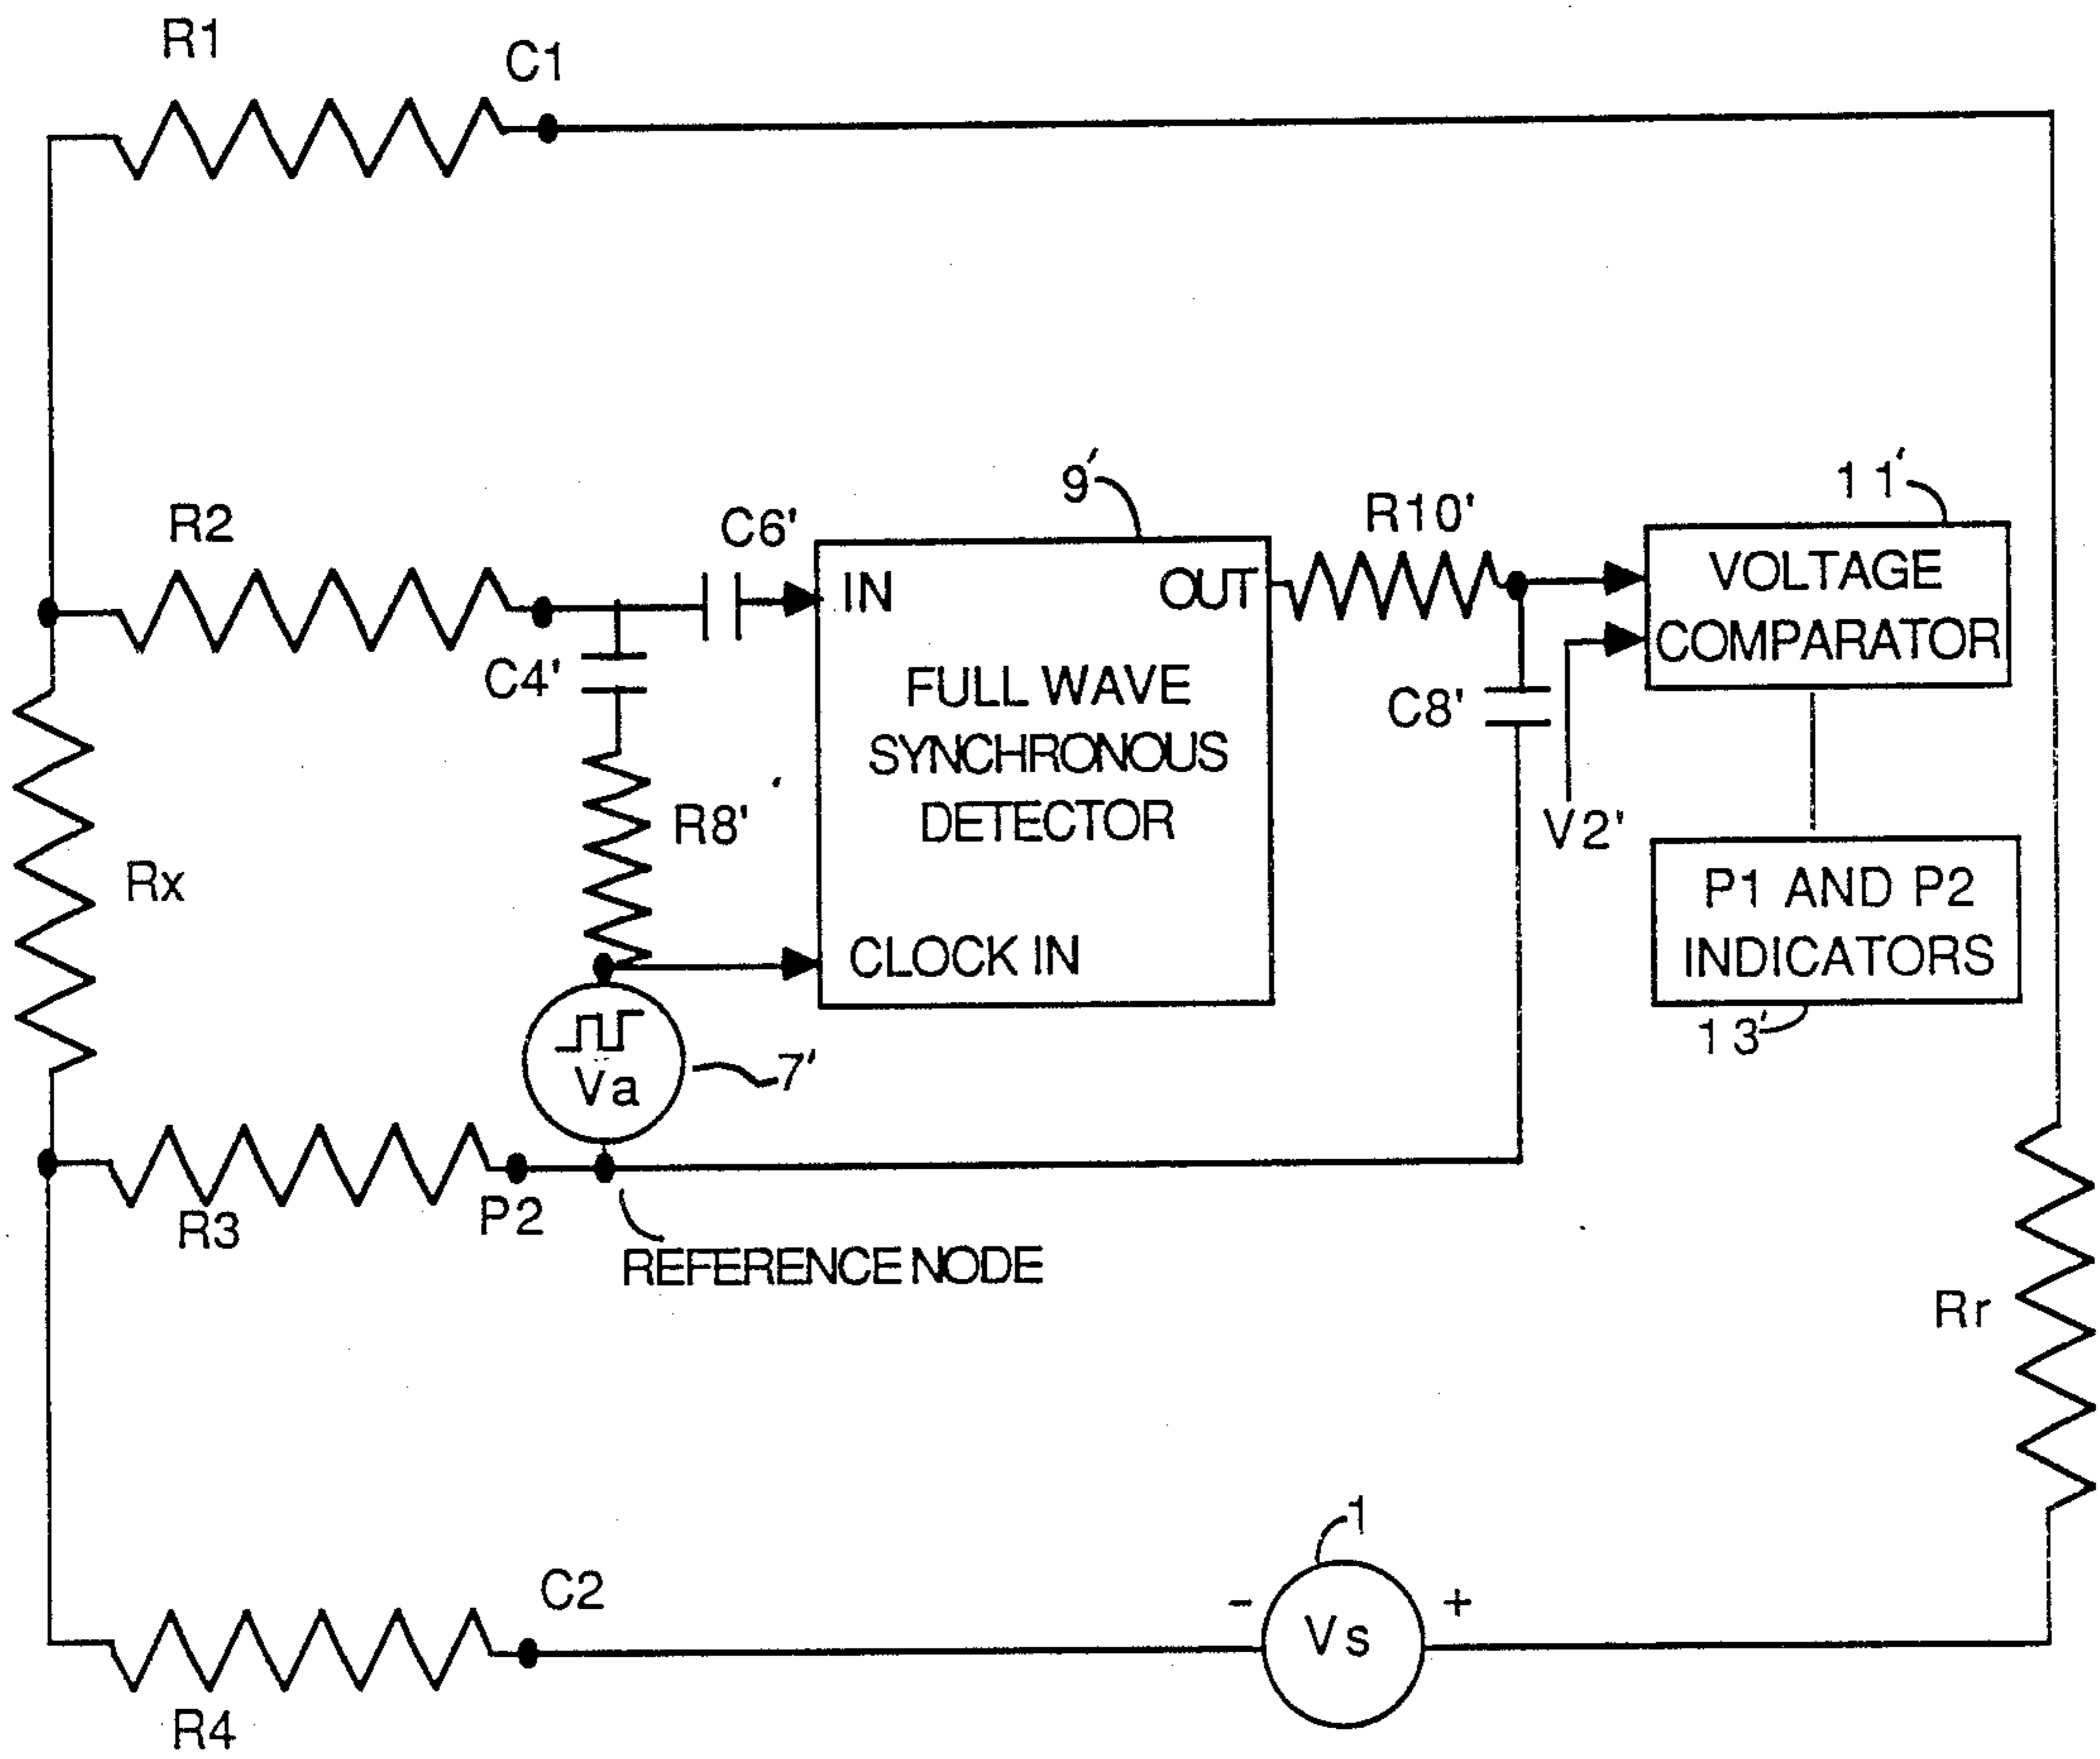 R1
C1
R2
C6'
9'
R10'
11'
IN
OUT
VOLTAGE
COMPARATOR
C4'
FULL WAVE
SYNCHRONOUS
DETECTOR
C8'
R8'
V2'
Rx
P1 AND P2
INDICATORS
CLOCK IN
13'
Va
7'
R3
P2
REFERENCE NODE
Rr
1
C2
- +
Vs
R4